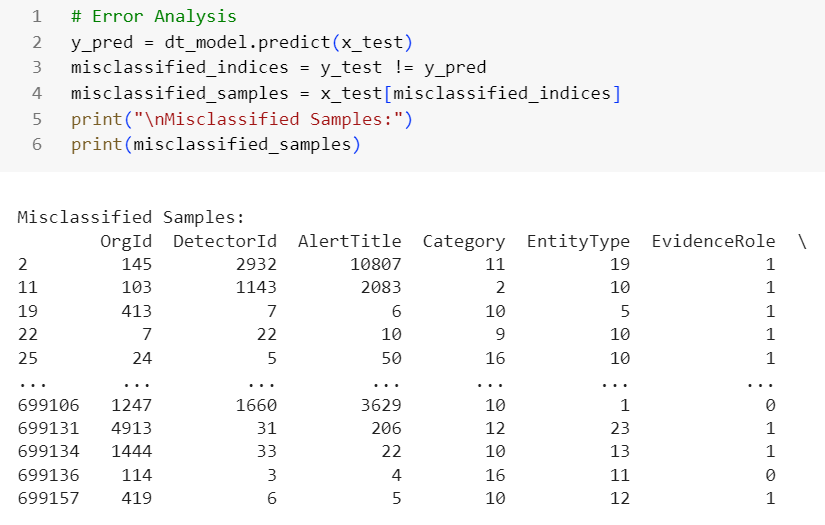 1 # Error Analysis
2 y_pred = dt_model.predict(x_test)
3 misclassified_indices = y_test != y_pred
4 misclassified_samples = x_test[misclassified_indices]
5 print("\nMisclassified Samples:")
6 print(misclassified_samples)
Misclassified Samples:
OrgId DetectorId AlertTitle Category EntityType EvidenceRole \
2 145 2932 10807 11 19 1
11 103 1143 2083 2 10 1
19 413 7 6 10 5 1
22 7 22 10 9 10 1
25 24 5 50 16 10 1
... ... ... ... ... ... ...
699106 1247 1660 3629 10 1 0
699131 4913 31 206 12 23 1
699134 1444 33 22 10 13 1
699136 114 3 4 16 11 0
699157 419 6 5 10 12 1